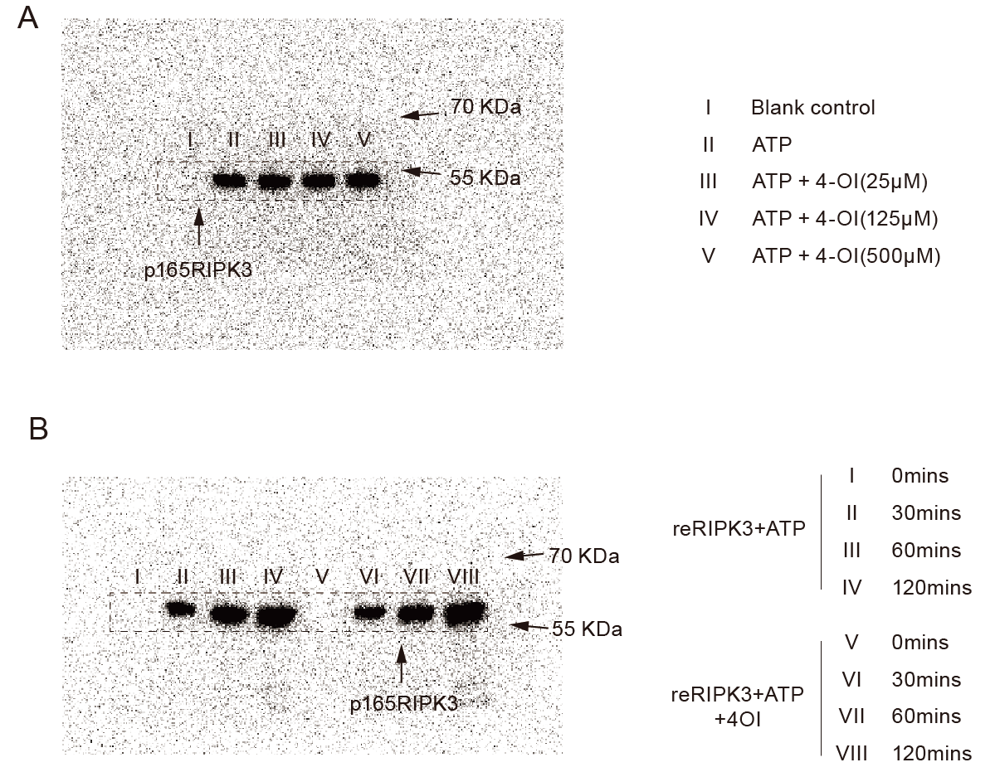 A
70 KDa
I II III IV V
55 KDa
p165RIPK3
I Blank control
II ATP
III ATP + 4-OI(25μM)
IV ATP + 4-OI(125μM)
V ATP + 4-OI(500μM)
B
70 KDa
I II III IV V VI VII VIII
55 KDa
p165RIPK3
reRIPK3+ATP
I 0mins
II 30mins
III 60mins
IV 120mins
reRIPK3+ATP
+4OI
V 0mins
VI 30mins
VII 60mins
VIII 120mins